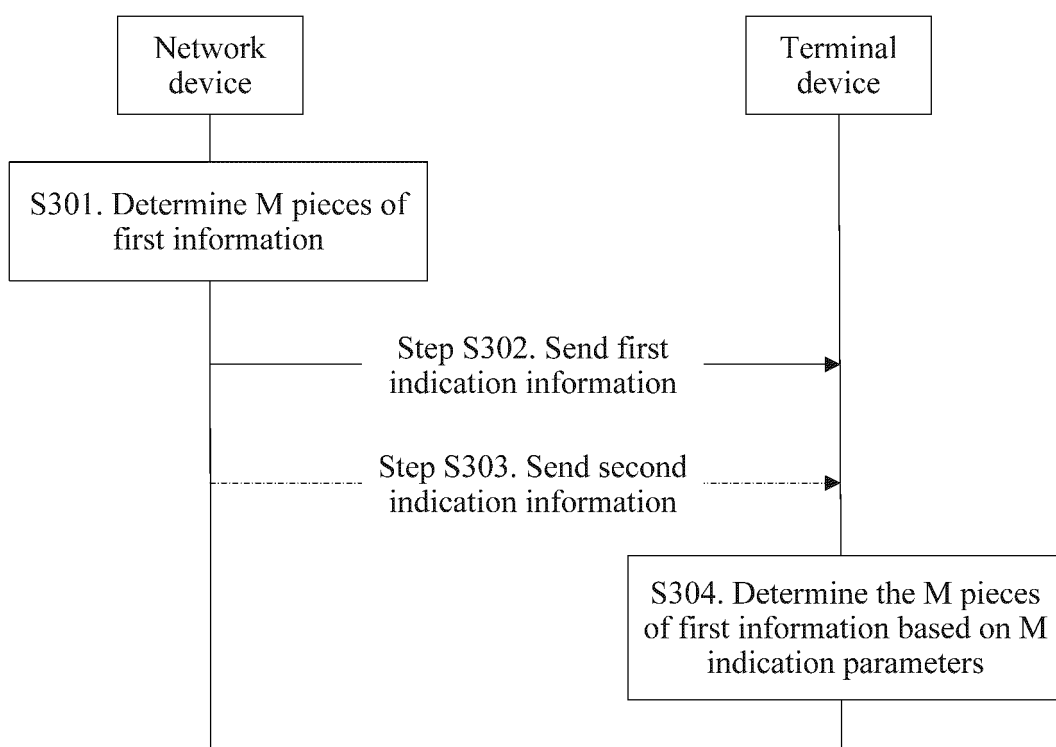 Network
device
Terminal
device
S301. Determine M pieces of
first information
Step S302. Send first
indication information
Step S303. Send second
indication information
S304. Determine the M pieces
of first information based on M
indication parameters